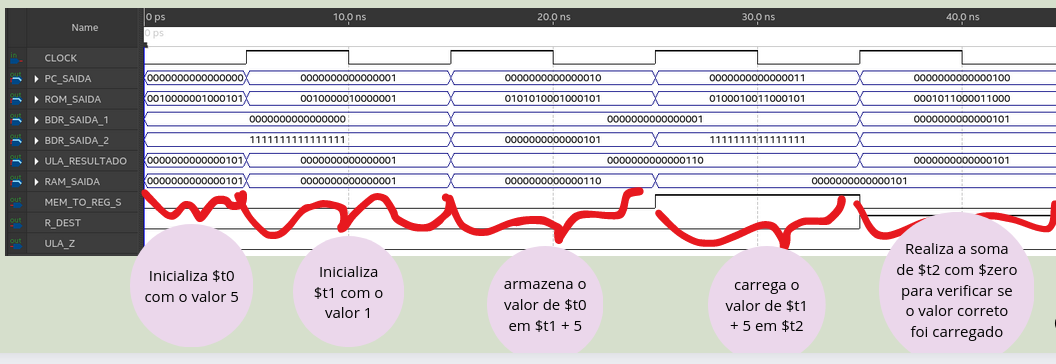 0 ps
10.0 ns
20.0 ns
30.0 ns
40.0 ns
Name
0 ps
CLOCK
PC_SAIDA 0000000000000000 0000000000000001 0000000000000010 0000000000000011 0000000000000100
ROM_SAIDA 0010000001000101 0010000010000001 0101010001000101 0100010011000101 0001011000011000
BDR_SAIDA_1 0000000000000000 0000000000000001 0000000000000101
BDR_SAIDA_2 1111111111111111 0000000000000101 1111111111111111
ULA_RESULTADO 0000000000000101 0000000000000001 0000000000000110 0000000000000101
RAM_SAIDA 0000000000000101 0000000000000001 0000000000000110 0000000000000101
MEM_TO_REG_S
R_DEST
ULA_Z
Inicializa $t0
com o valor 5
Inicializa
$t1 com o
valor 1
armazena o
valor de $t0
em $t1 + 5
carrega o
valor de $t1
+ 5 em $t2
Realiza a soma
de $t2 com $zero
para verificar se
o valor correto
foi carregado